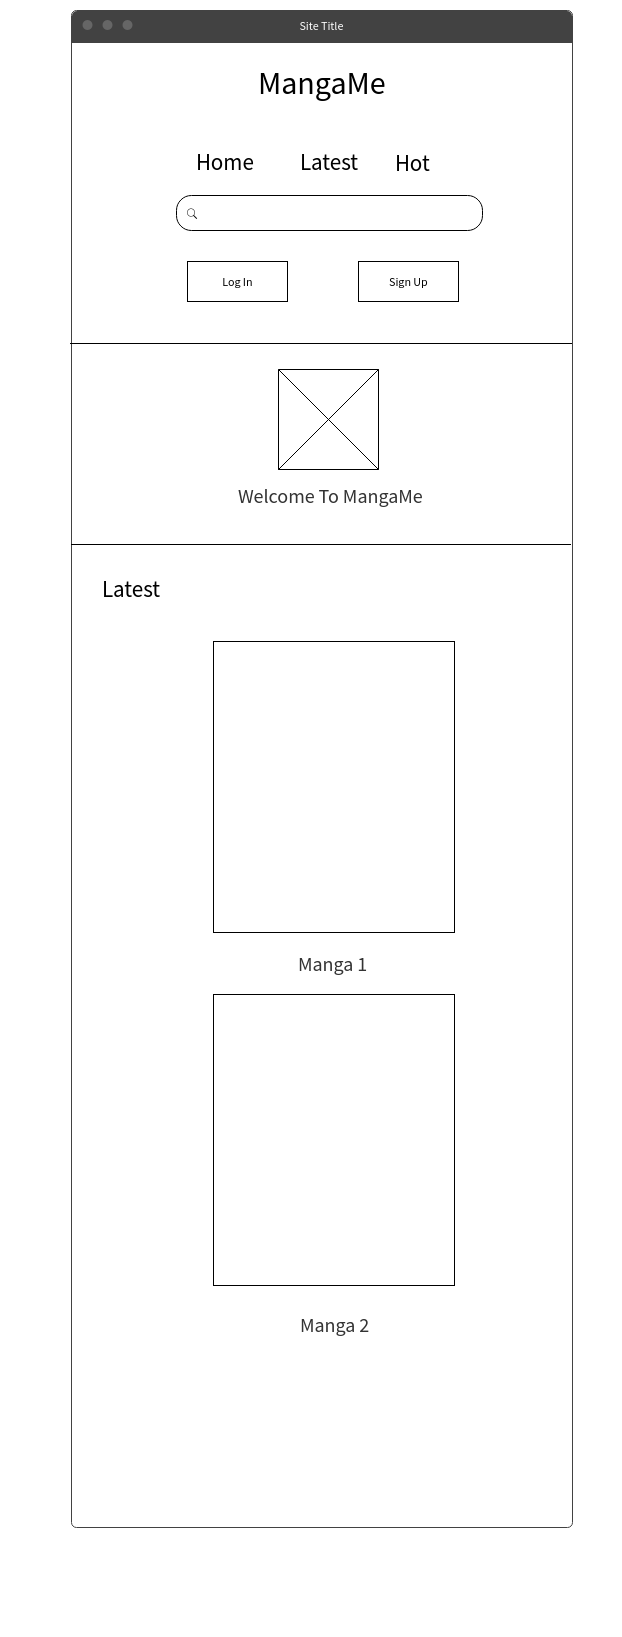 Site Title
MangaMe
Home Latest Hot
Log In Sign Up
Welcome To MangaMe
Latest
Manga 1
Manga 2